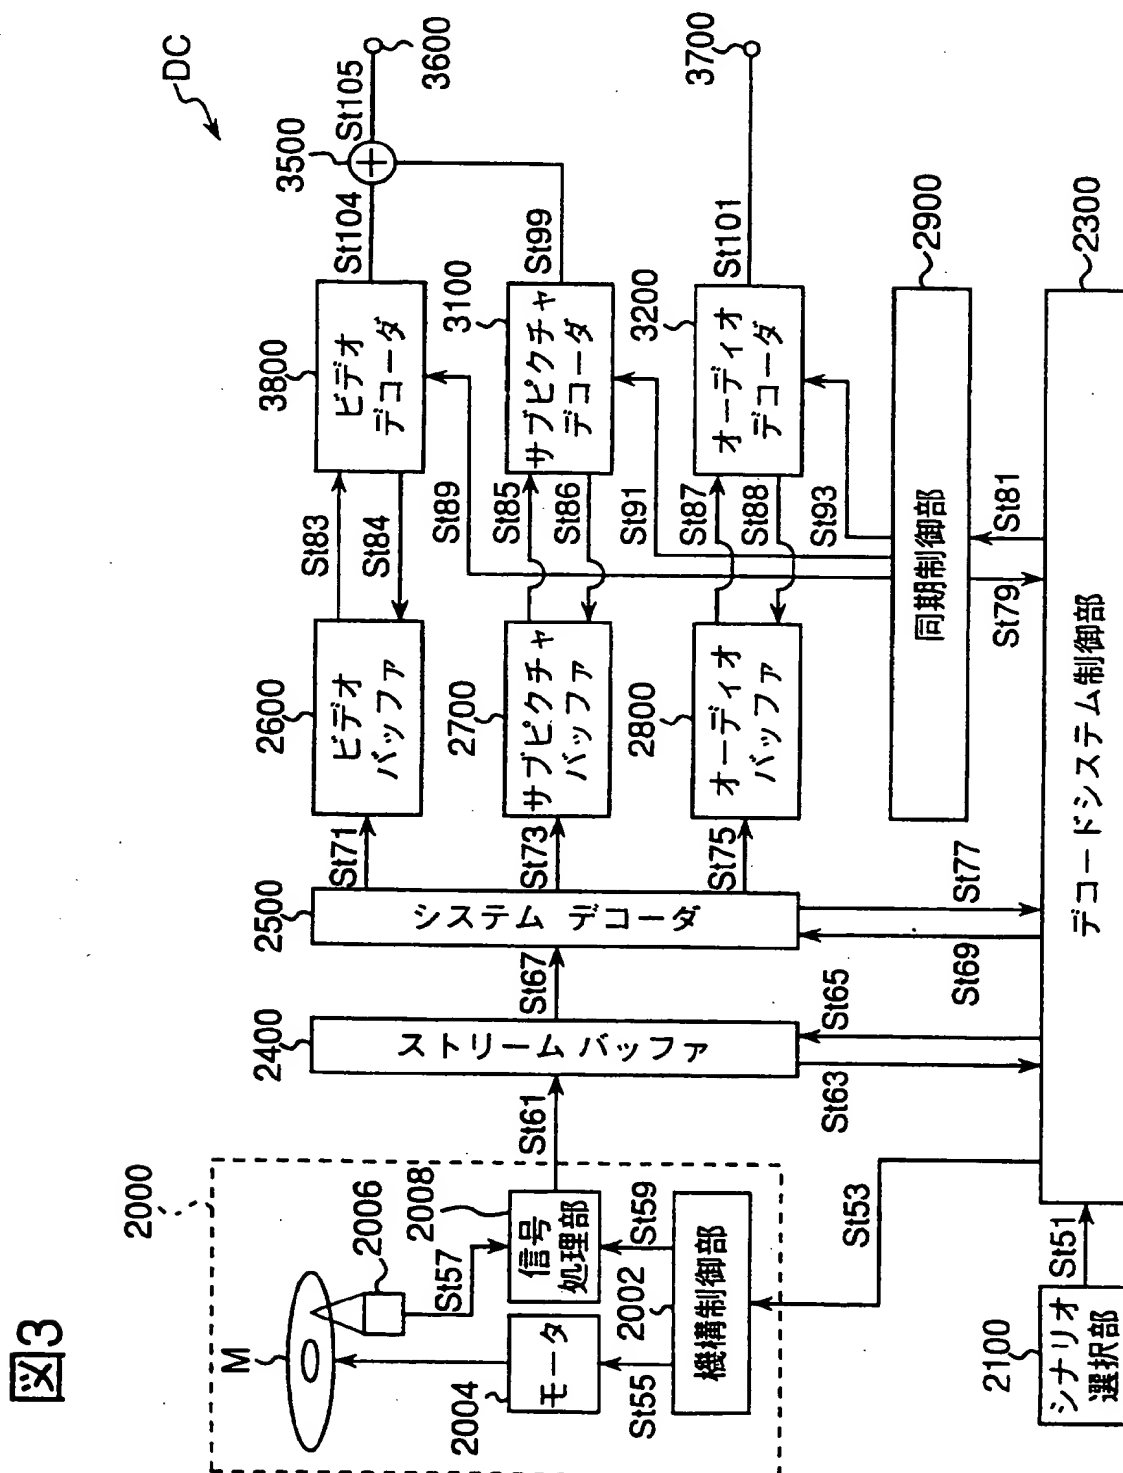 図3
DC
2000
M
2006
2008
St57
信号
処理部
2004
モータ
St55
2002
St59
機構制御部
St53
2100
シナリオ
選択部
St51
St61
2400
ストリーム バッファ
St63
St65
St67
2500
システム デコーダ
St69
St77
St71
St73
St75
2600
ビデオ
バッファ
2700
サブピクチャ
バッファ
2800
オーディオ
バッファ
St83
St84
St89
St85
St86
St91
St87
St88
St93
3800
ビデオ
デコーダ
3100
サブピクチャ
デコーダ
3200
オーディオ
デコーダ
St104
3500
St105
3600
St99
St101
3700
2900
同期制御部
St79
St81
2300
デコードシステム制御部